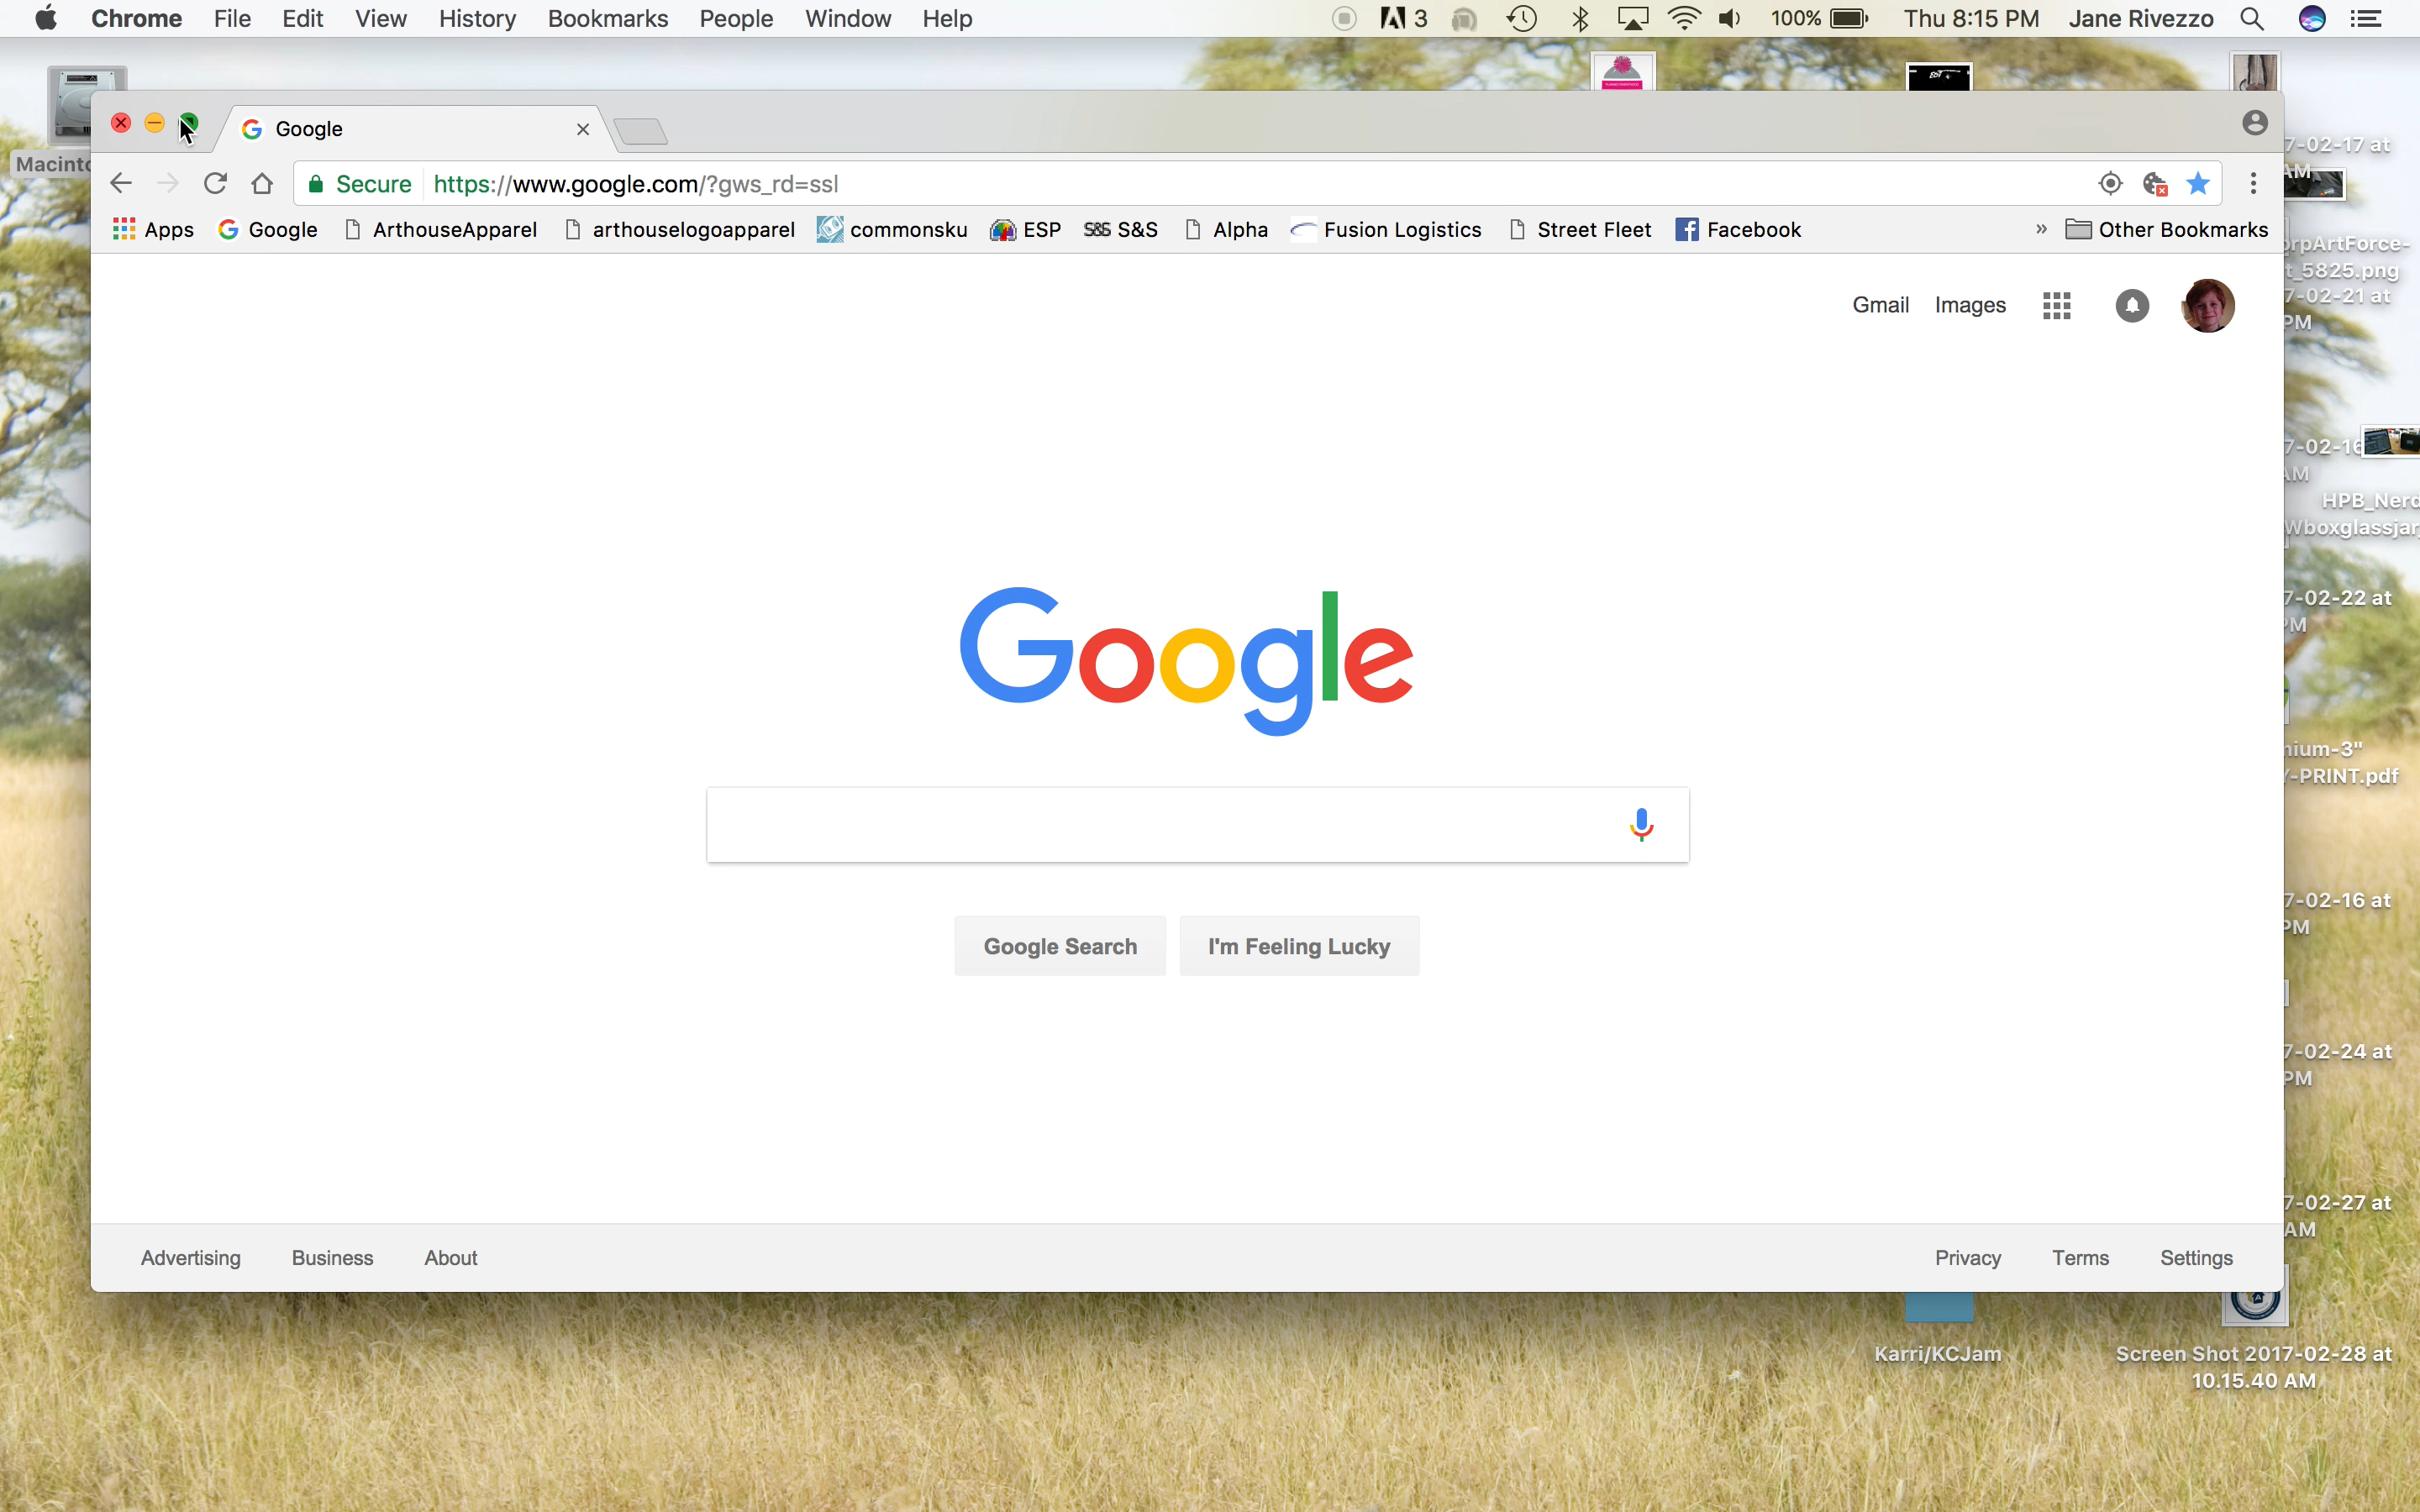 Chrome File Edit View History Bookmarks People Window Help 3 100% Thu 8:15 PM Jane Rivezzo
Google
Secure https://www.google.com/?gws_rd=ssl
Apps Google ArthouseApparel arthouselogoapparel commonsku ESP S&S S&S Alpha Fusion Logistics Street Fleet Facebook » Other Bookmarks
Macinto
7-02-17 at
AM
Gmail Images
orpArtForce-
t_5825.png
7-02-21 at
PM
7-02-16
AM
HPB_Nerd
Wboxglassjar
7-02-22 at
PM
Google
nium-3"
Y-PRINT.pdf
7-02-16 at
PM
Google Search I'm Feeling Lucky
7-02-24 at
PM
7-02-27 at
AM
Advertising Business About Privacy Terms Settings
Karri/KCJam
Screen Shot 2017-02-28 at
10.15.40 AM